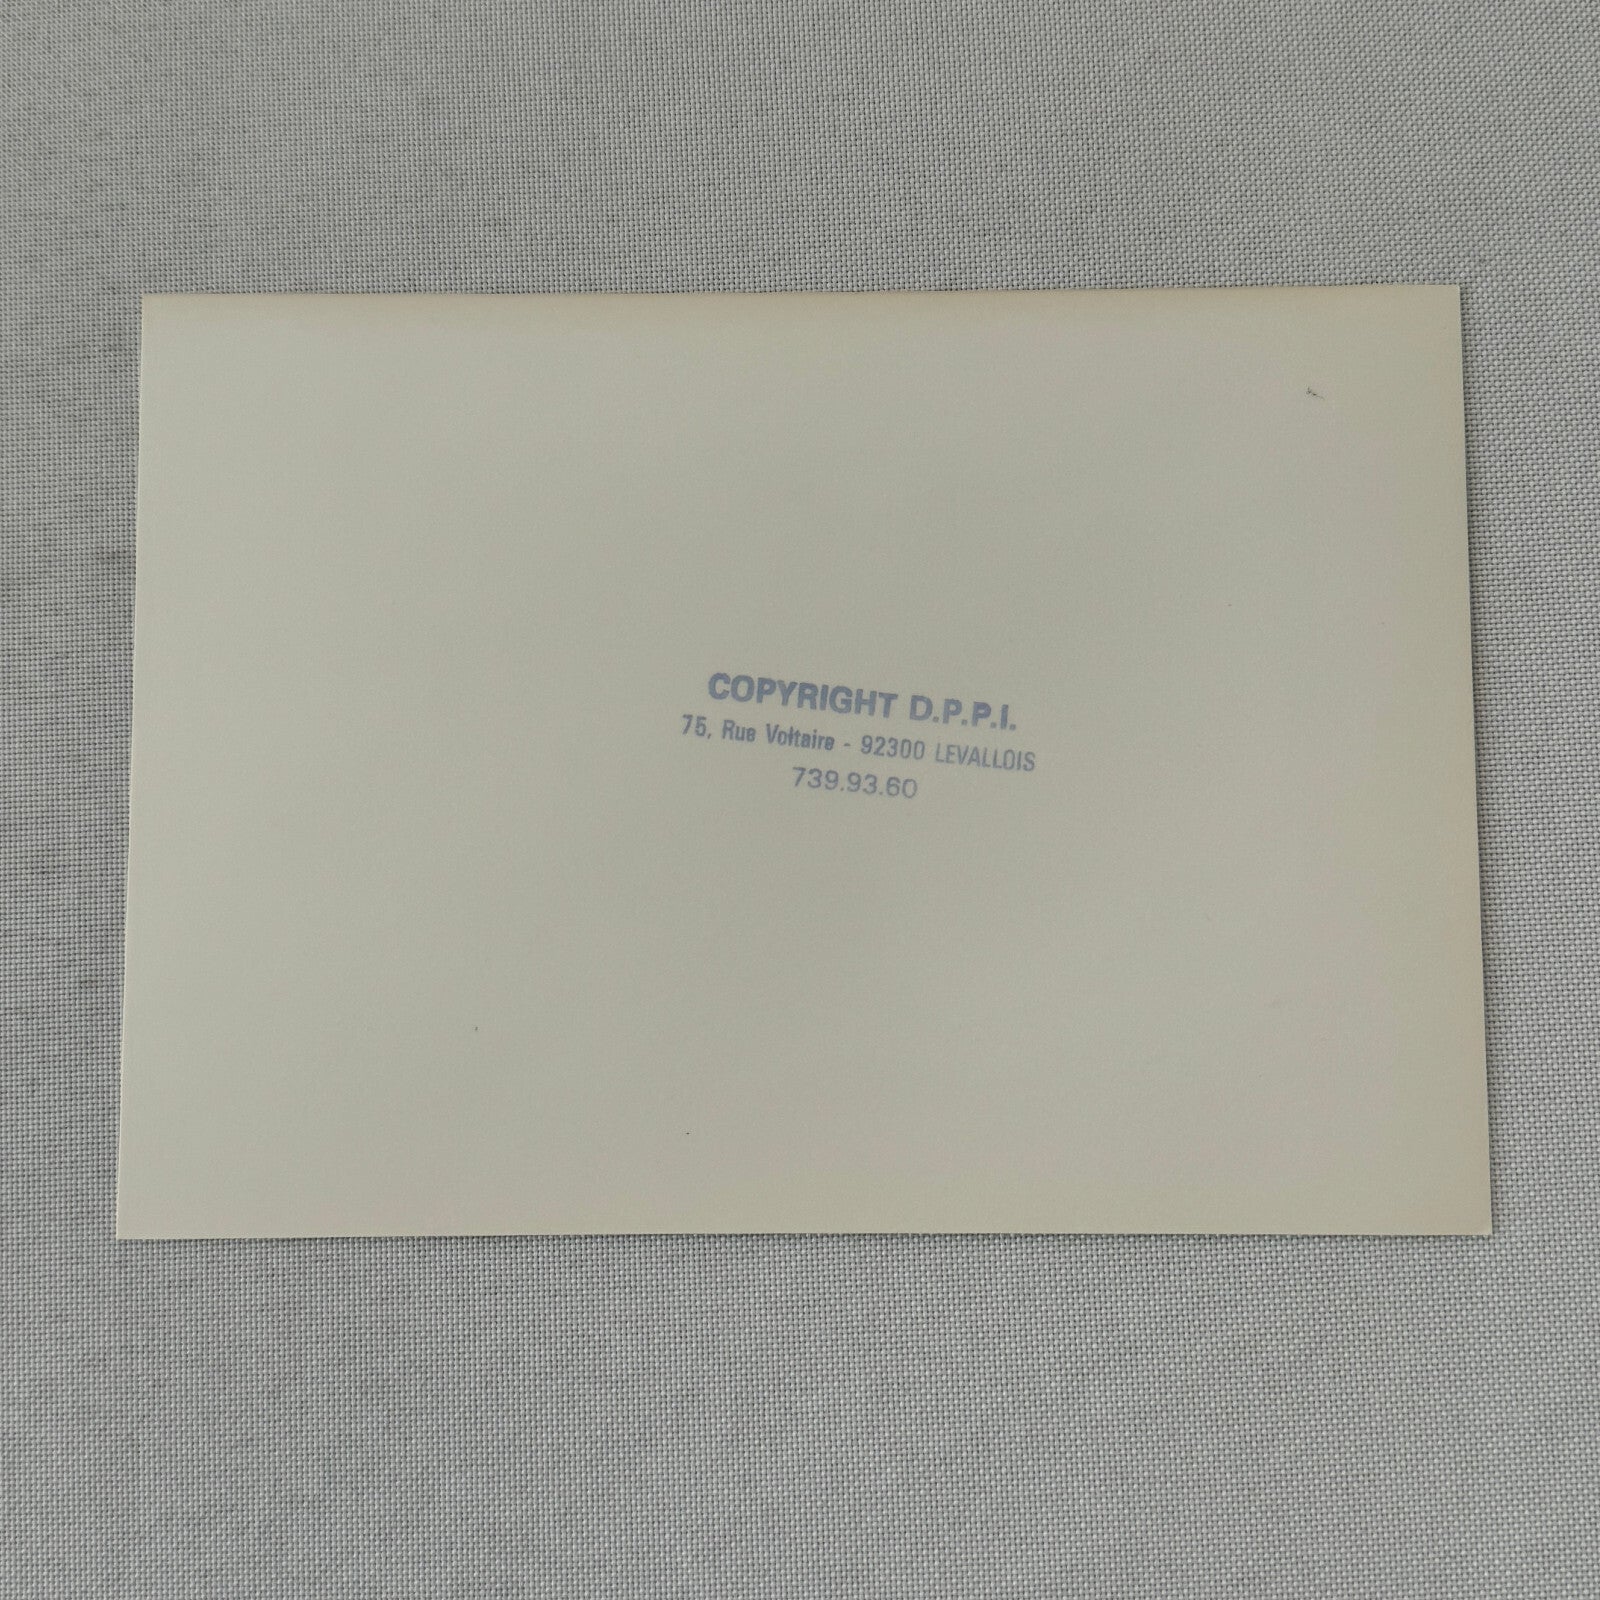 COPYRIGHT D.P.P.I.
75, Rue Voltaire - 92300 LEVALLOIS
739.93.60